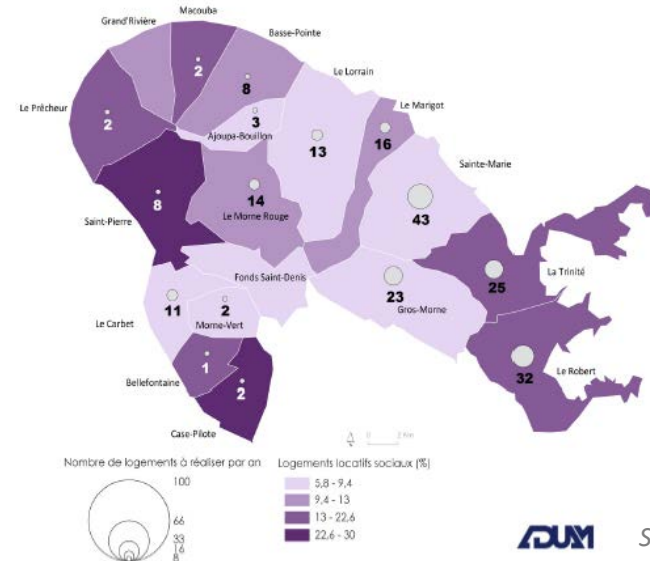 Macouba
Grand'Rivière
Basse-Pointe
Le Lorrain
Le Marigot
Le Prêcheur
2
8
2
3
Ajoupa-Bouillon
13
16
Sainte-Marie
8
14
Le Morne Rouge
43
Saint-Pierre
Fonds Saint-Denis
La Trinité
25
23
Gros-Morne
11
2
Le Carbet
Morne-Vert
1
Bellefontaine
32
Le Robert
2
Case-Pilote
0 2 Km
Nombre de logements à réaliser par an
100
66
33
16
8
Logements locatifs sociaux (%)
5,8 - 9,4
9,4 - 13
13 - 22,6
22,6 - 30
ADUAM
S